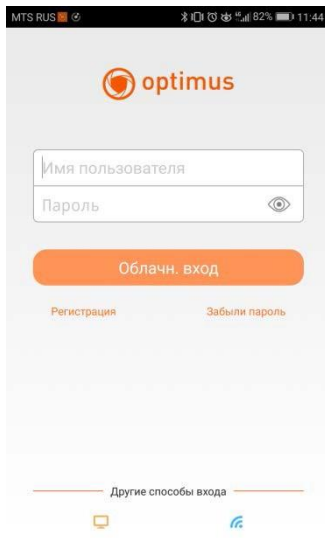 MTS RUS 82% 11:44
optimus
Имя пользователя
Пароль
Облачн. вход
Регистрация Забыли пароль
Другие способы входа